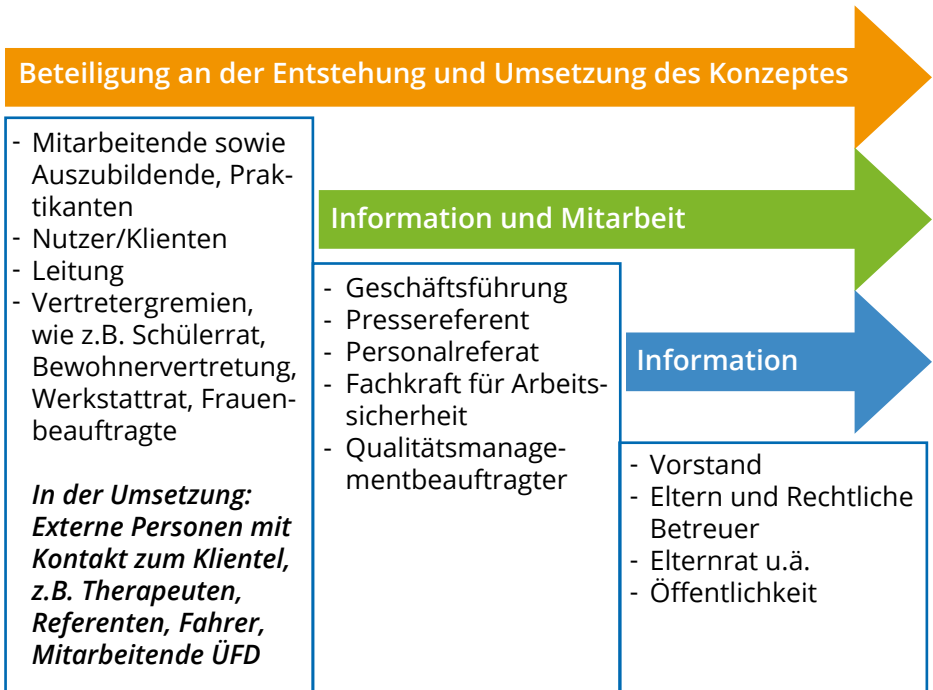 Beteiligung an der Entstehung und Umsetzung des Konzeptes
- Mitarbeitende sowie
Auszubildende, Prak-
tikanten
- Nutzer/Klienten
- Leitung
- Vertretergremien,
wie z.B. Schülerrat,
Bewohnervertretung,
Werkstattrat, Frauen-
beauftragte
In der Umsetzung:
Externe Personen mit
Kontakt zum Klientel,
z.B. Therapeuten,
Referenten, Fahrer,
Mitarbeitende ÜFD
Information und Mitarbeit
- Geschäftsführung
- Pressereferent
- Personalreferat
- Fachkraft für Arbeits-
sicherheit
- Qualitätsmanage-
mentbeauftragter
Information
- Vorstand
- Eltern und Rechtliche
Betreuer
- Elternrat u.ä.
- Öffentlichkeit